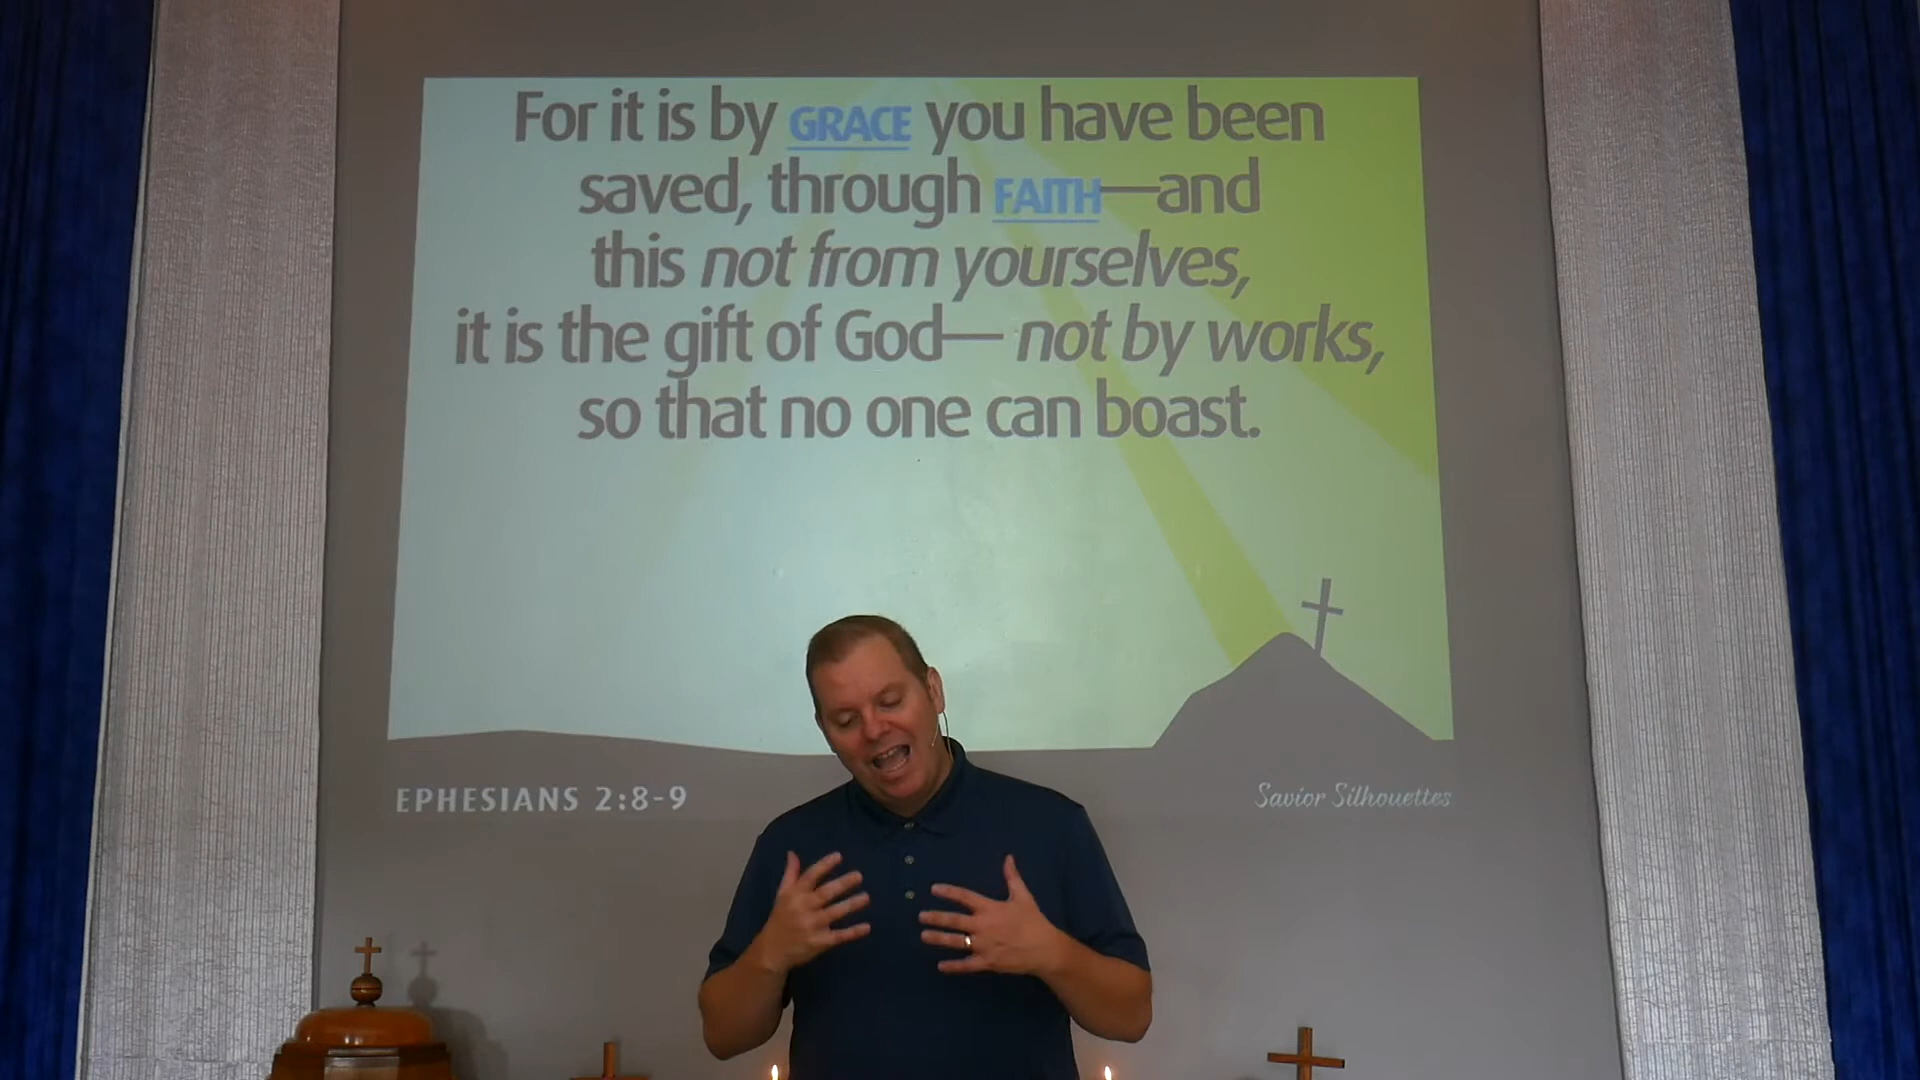 For it is by GRACE you have been
saved, through FAITH—and
this not from yourselves,
it is the gift of God— not by works,
so that no one can boast.
EPHESIANS 2:8-9
Savior Silhouettes